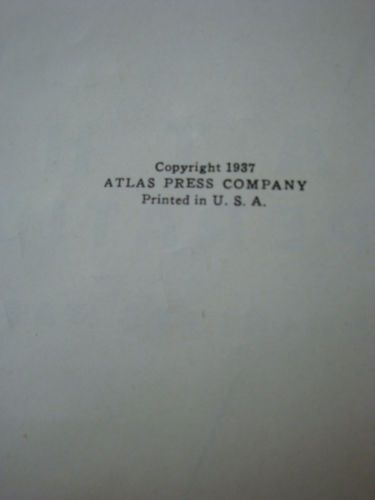 Copyright 1937
ATLAS PRESS COMPANY
Printed in U. S. A.